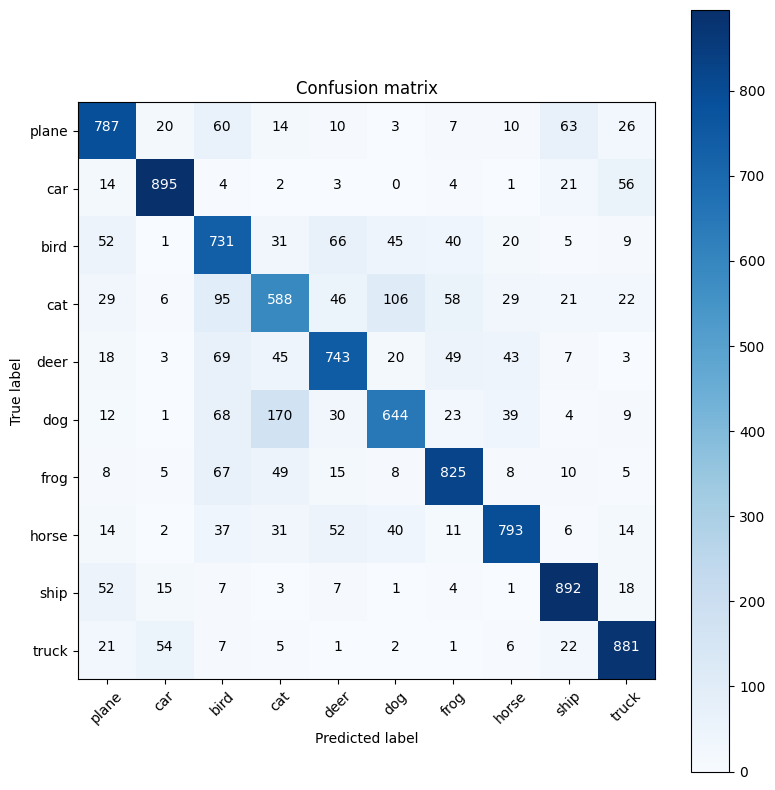 Confusion matrix
plane 787 20 60 14 10 3 7 10 63 26
car 14 895 4 2 3 0 4 1 21 56
bird 52 1 731 31 66 45 40 20 5 9
cat 29 6 95 588 46 106 58 29 21 22
deer 18 3 69 45 743 20 49 43 7 3
dog 12 1 68 170 30 644 23 39 4 9
frog 8 5 67 49 15 8 825 8 10 5
horse 14 2 37 31 52 40 11 793 6 14
ship 52 15 7 3 7 1 4 1 892 18
truck 21 54 7 5 1 2 1 6 22 881
plane car bird cat deer dog frog horse ship truck
Predicted label
True label
800
700
600
500
400
300
200
100
0